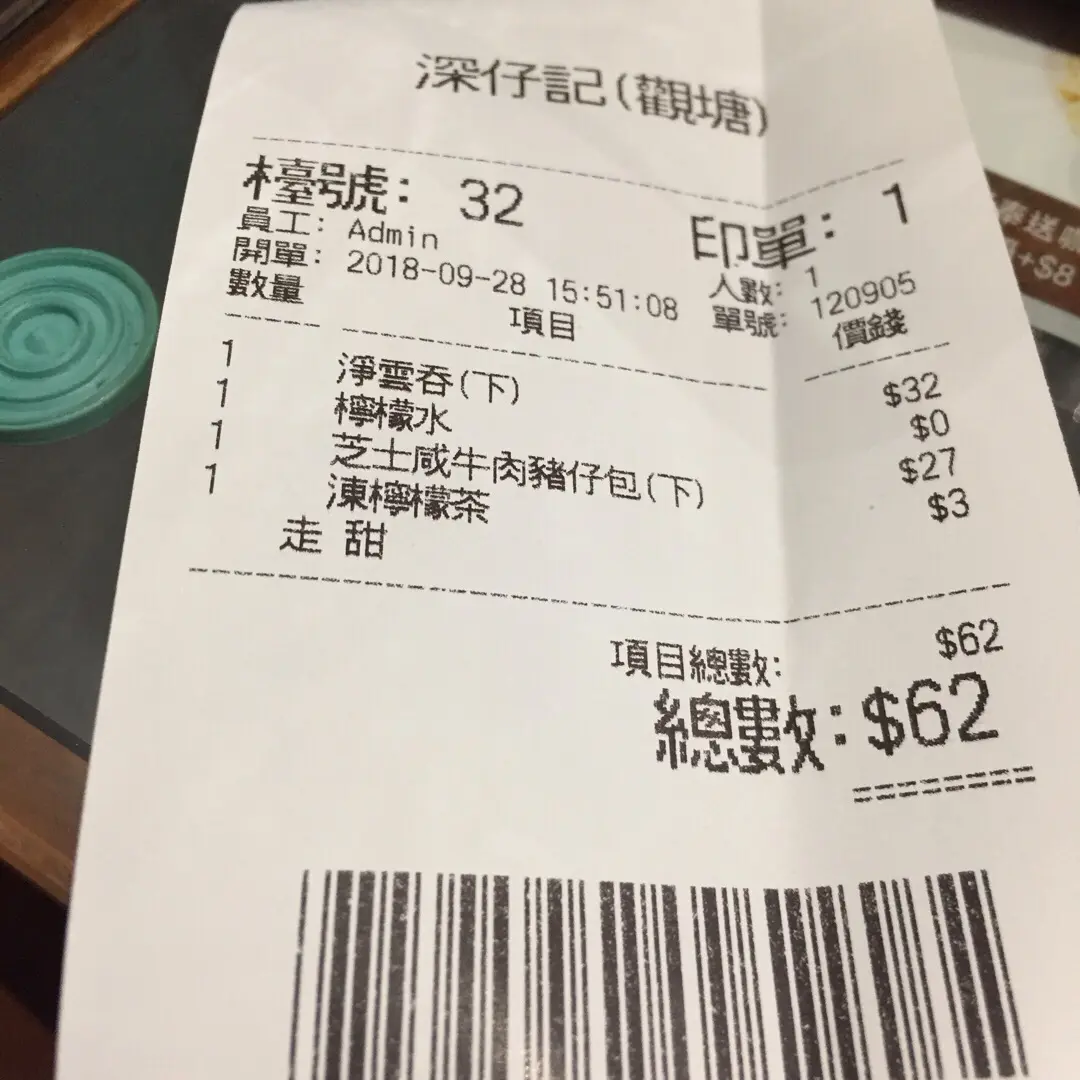 深仔記(觀塘)
檯號: 32 印單: 1
員工: Admin 人數: 1
開單: 2018-09-28 15:51:08 單號: 120905
數量 項目 價錢
1 淨雲吞(下) $32
1 檸檬水 $0
1 芝士咸牛肉豬仔包(下) $27
1 凍檸檬茶 $3
走 甜
項目總數: $62
總數: $62
送
+$8